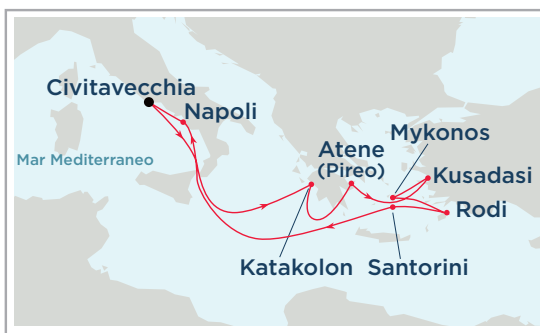 Civitavecchia
Napoli
Mar Mediterraneo
Mykonos
Atene
(Pireo)
Kusadasi
Rodi
Katakolon
Santorini